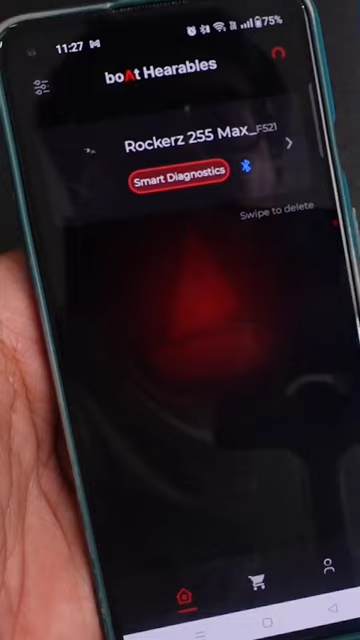 11:27
75%
boAt Hearables
Rockerz 255 Max_F521
Smart Diagnostics
Swipe to delete